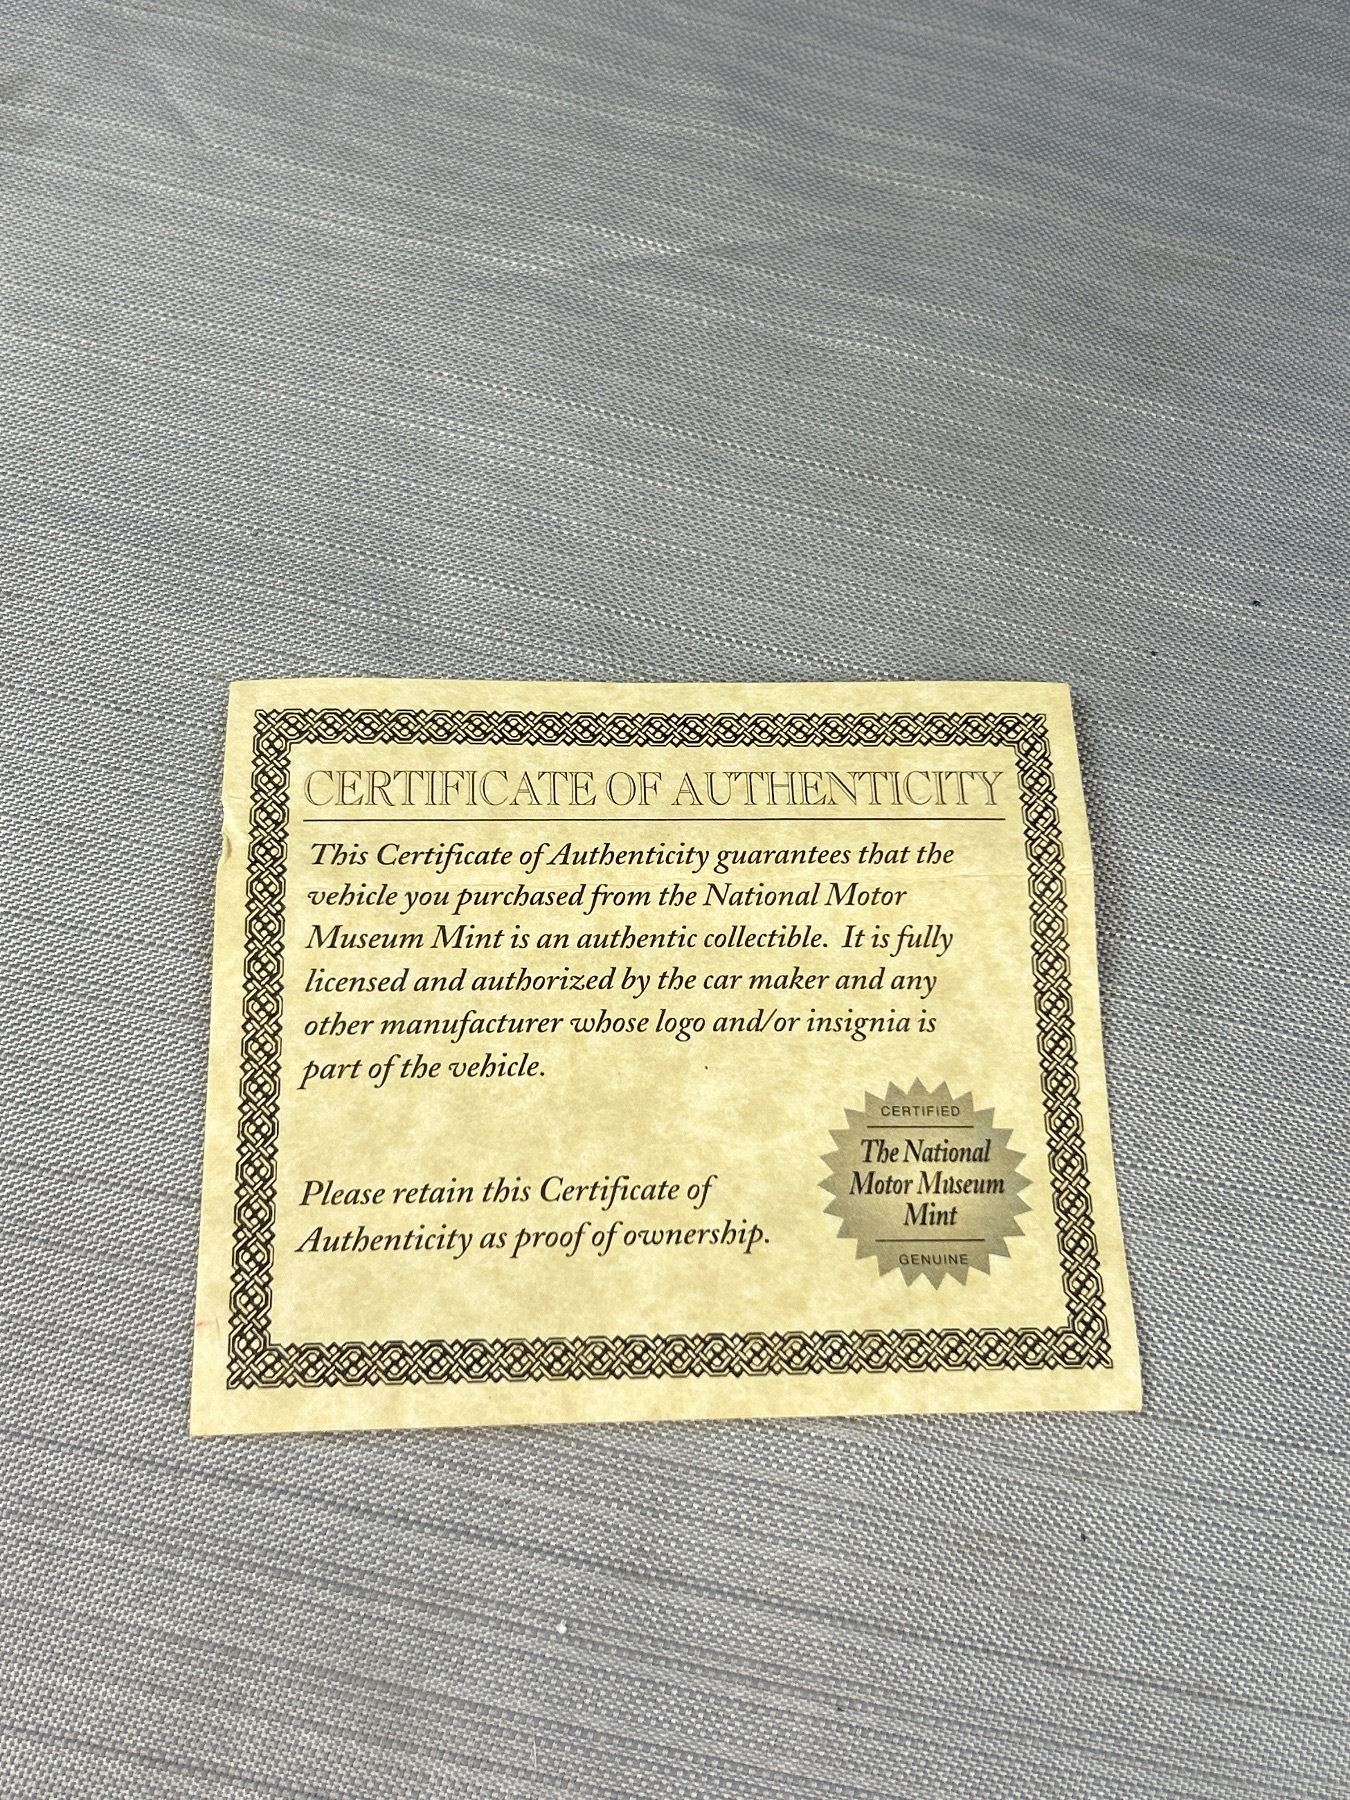 CERTIFICATE OF AUTHENTICITY
This Certificate of Authenticity guarantees that the
vehicle you purchased from the National Motor
Museum Mint is an authentic collectible. It is fully
licensed and authorized by the car maker and any
other manufacturer whose logo and/or insignia is
part of the vehicle.
Please retain this Certificate of
Authenticity as proof of ownership.
CERTIFIED
The National
Motor Museum
Mint
GENUINE